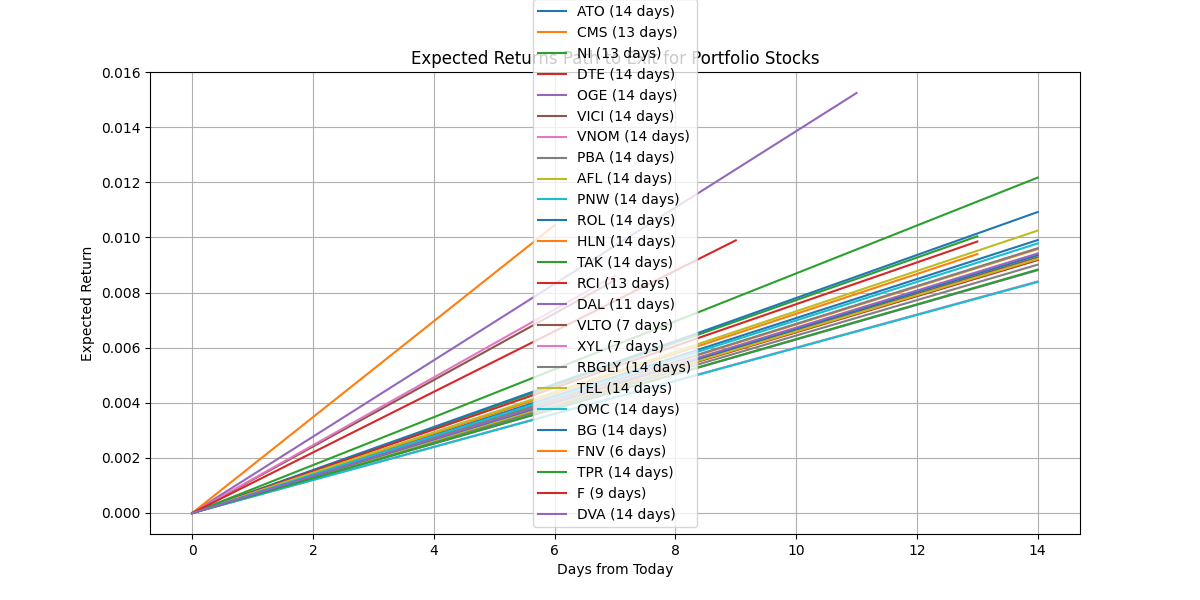 Expected Returns Path to Exit for Portfolio Stocks
ATO (14 days)
CMS (13 days)
NI (13 days)
DTE (14 days)
OGE (14 days)
VICI (14 days)
VNOM (14 days)
PBA (14 days)
AFL (14 days)
PNW (14 days)
ROL (14 days)
HLN (14 days)
TAK (14 days)
RCI (13 days)
DAL (11 days)
VLTO (7 days)
XYL (7 days)
RBGLY (14 days)
TEL (14 days)
OMC (14 days)
BG (14 days)
FNV (6 days)
TPR (14 days)
F (9 days)
DVA (14 days)
Expected Return
0.016
0.014
0.012
0.010
0.008
0.006
0.004
0.002
0.000
0 2 4 6 8 10 12 14
Days from Today